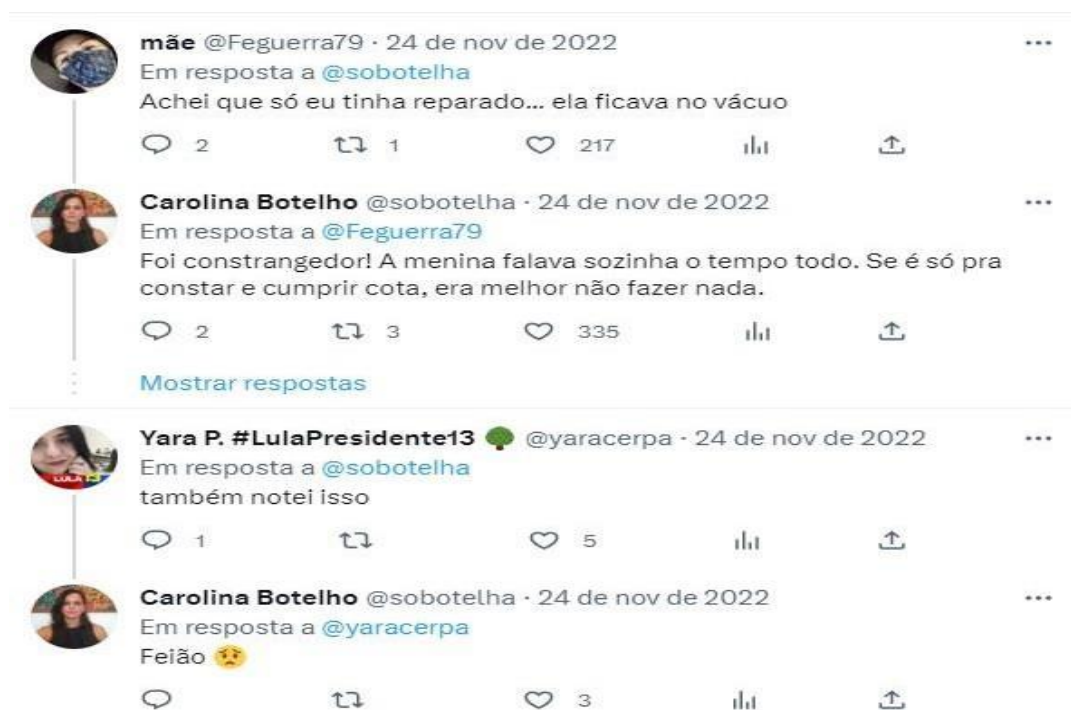 mãe @Feguerra79 · 24 de nov de 2022
Em resposta a @sobotelha
Achei que só eu tinha reparado... ela ficava no vácuo
2 1 217
Carolina Botelho @sobotelha · 24 de nov de 2022
Em resposta a @Feguerra79
Foi constrangedor! A menina falava sozinha o tempo todo. Se é só pra
constar e cumprir cota, era melhor não fazer nada.
2 3 335
Mostrar respostas
Yara P. #LulaPresidente13 🌳 @yaracerpa · 24 de nov de 2022
Em resposta a @sobotelha
LULA 13
também notei isso
1 5
Carolina Botelho @sobotelha · 24 de nov de 2022
Em resposta a @yaracerpa
Feião 😟
3